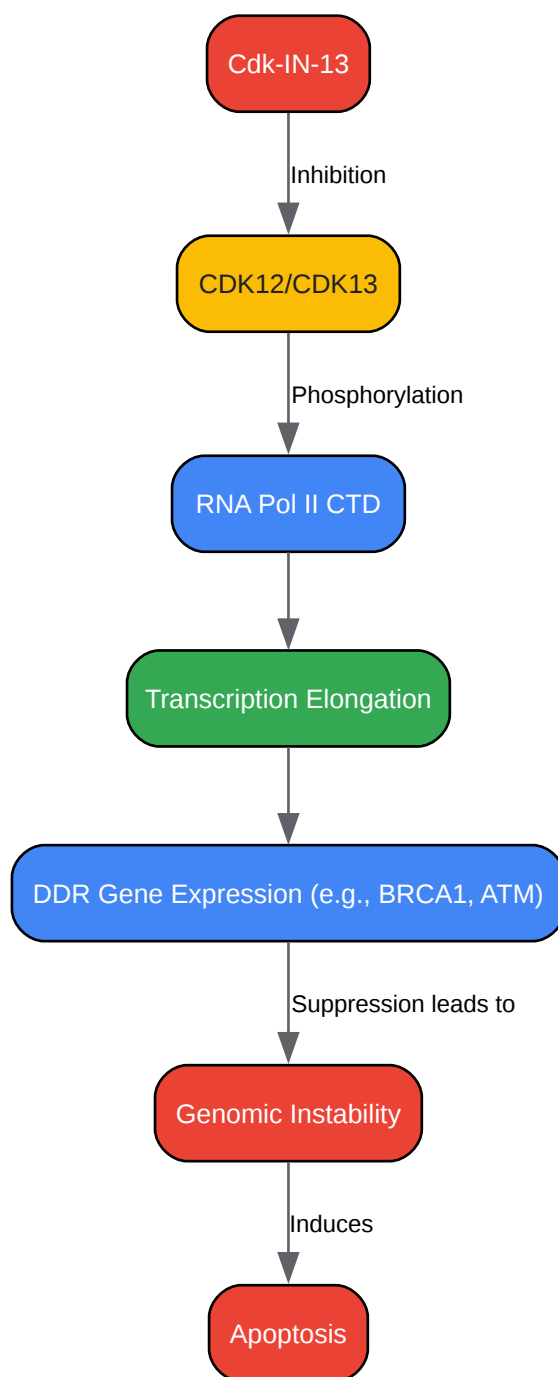 Cdk-IN-13
Inhibition
CDK12/CDK13
Phosphorylation
RNA Pol II CTD
Transcription Elongation
DDR Gene Expression (e.g., BRCA1, ATM)
Suppression leads to
Genomic Instability
Induces
Apoptosis